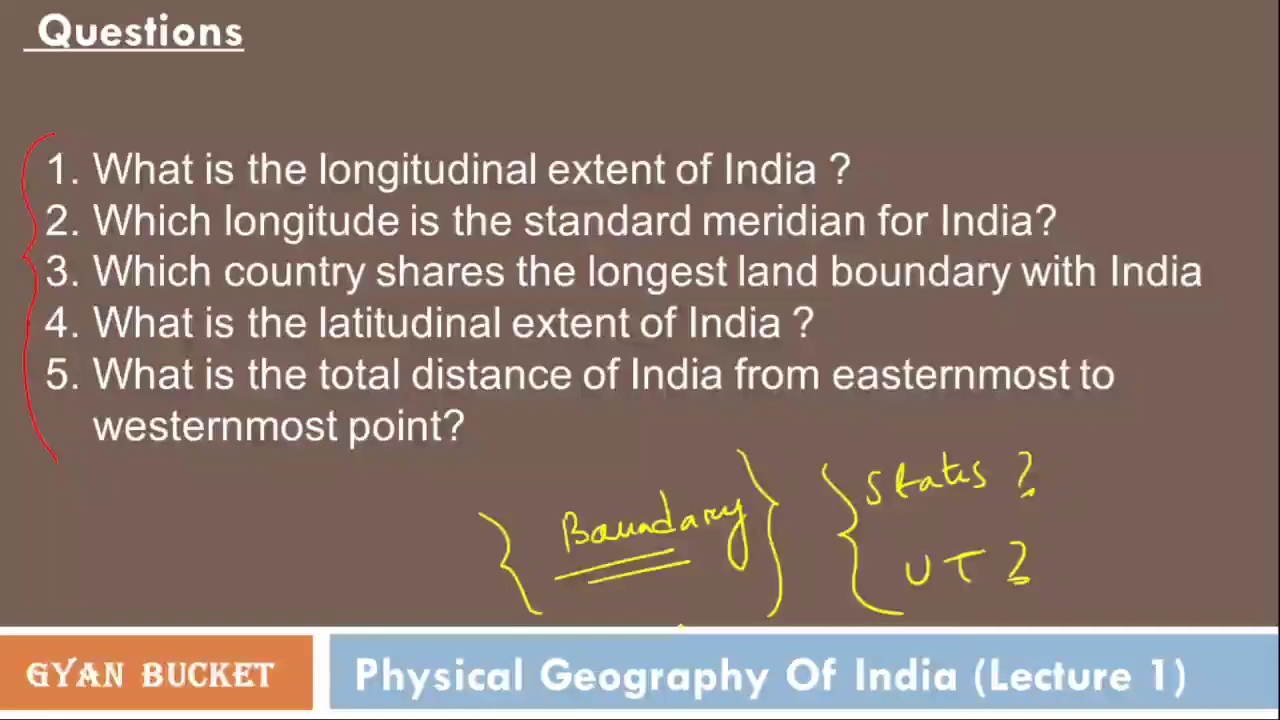 Questions
1. What is the longitudinal extent of India ?
2. Which longitude is the standard meridian for India?
3. Which country shares the longest land boundary with India
4. What is the latitudinal extent of India ?
5. What is the total distance of India from easternmost to
westernmost point?
Boundary
States ?
UT ?
GYAN BUCKET
Physical Geography Of India (Lecture 1)